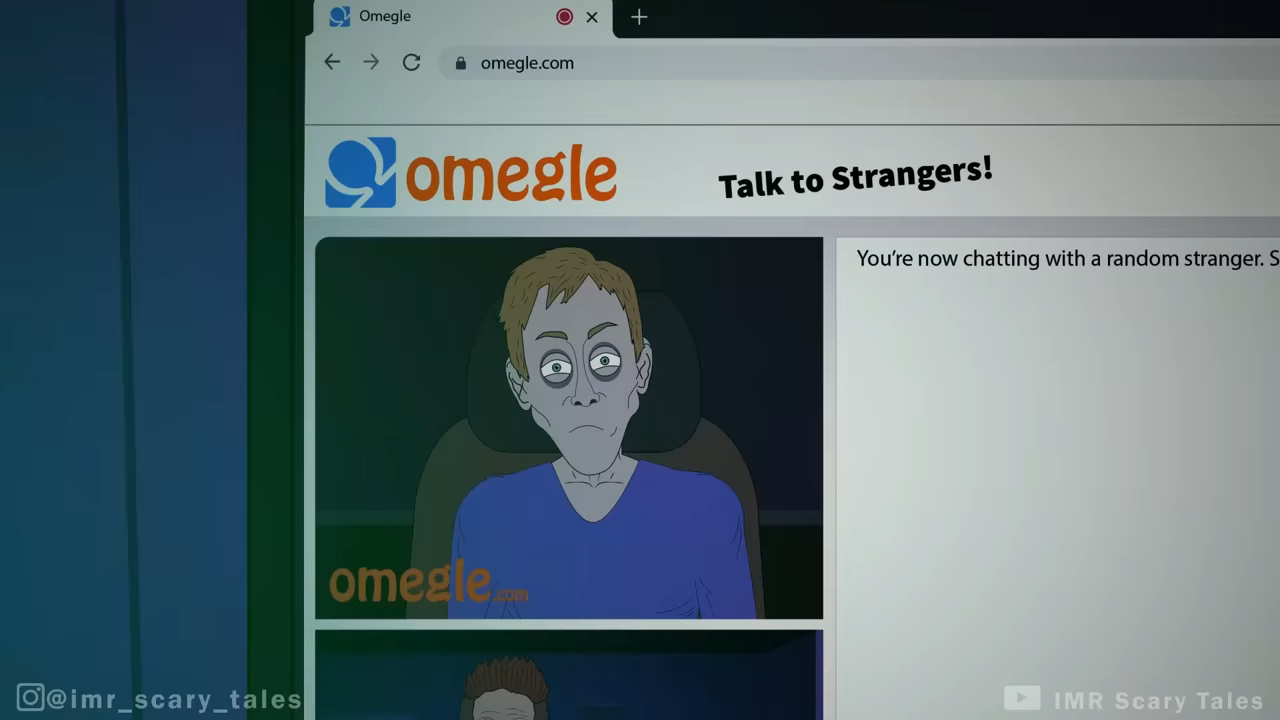 Omegle
omegle.com
omegle
Talk to Strangers!
You're now chatting with a random stranger. S
omegle.com
@imr_scary_tales
IMR Scary Tales